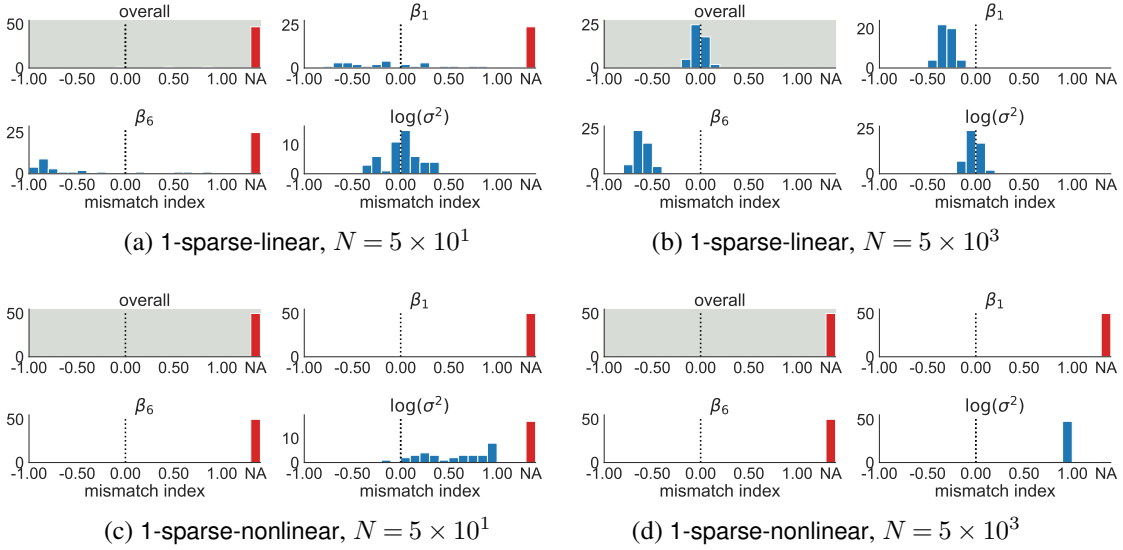 overall
50
0
-1.00 -0.50 0.00 0.50 1.00 NA
β₁
25
0
-1.00 -0.50 0.00 0.50 1.00 NA
β₆
25
0
-1.00 -0.50 0.00 0.50 1.00 NA
mismatch index
log(σ²)
10
0
-1.00 -0.50 0.00 0.50 1.00 NA
mismatch index
(a) 1-sparse-linear, N = 5 × 10¹
overall
25
0
-1.00 -0.50 0.00 0.50 1.00 NA
β₁
20
0
-1.00 -0.50 0.00 0.50 1.00 NA
β₆
25
0
-1.00 -0.50 0.00 0.50 1.00 NA
mismatch index
log(σ²)
25
0
-1.00 -0.50 0.00 0.50 1.00 NA
mismatch index
(b) 1-sparse-linear, N = 5 × 10³
overall
50
0
-1.00 -0.50 0.00 0.50 1.00 NA
β₁
50
0
-1.00 -0.50 0.00 0.50 1.00 NA
β₆
50
0
-1.00 -0.50 0.00 0.50 1.00 NA
mismatch index
log(σ²)
10
0
-1.00 -0.50 0.00 0.50 1.00 NA
mismatch index
(c) 1-sparse-nonlinear, N = 5 × 10¹
overall
50
0
-1.00 -0.50 0.00 0.50 1.00 NA
β₁
50
0
-1.00 -0.50 0.00 0.50 1.00 NA
β₆
50
0
-1.00 -0.50 0.00 0.50 1.00 NA
mismatch index
log(σ²)
50
0
-1.00 -0.50 0.00 0.50 1.00 NA
mismatch index
(d) 1-sparse-nonlinear, N = 5 × 10³